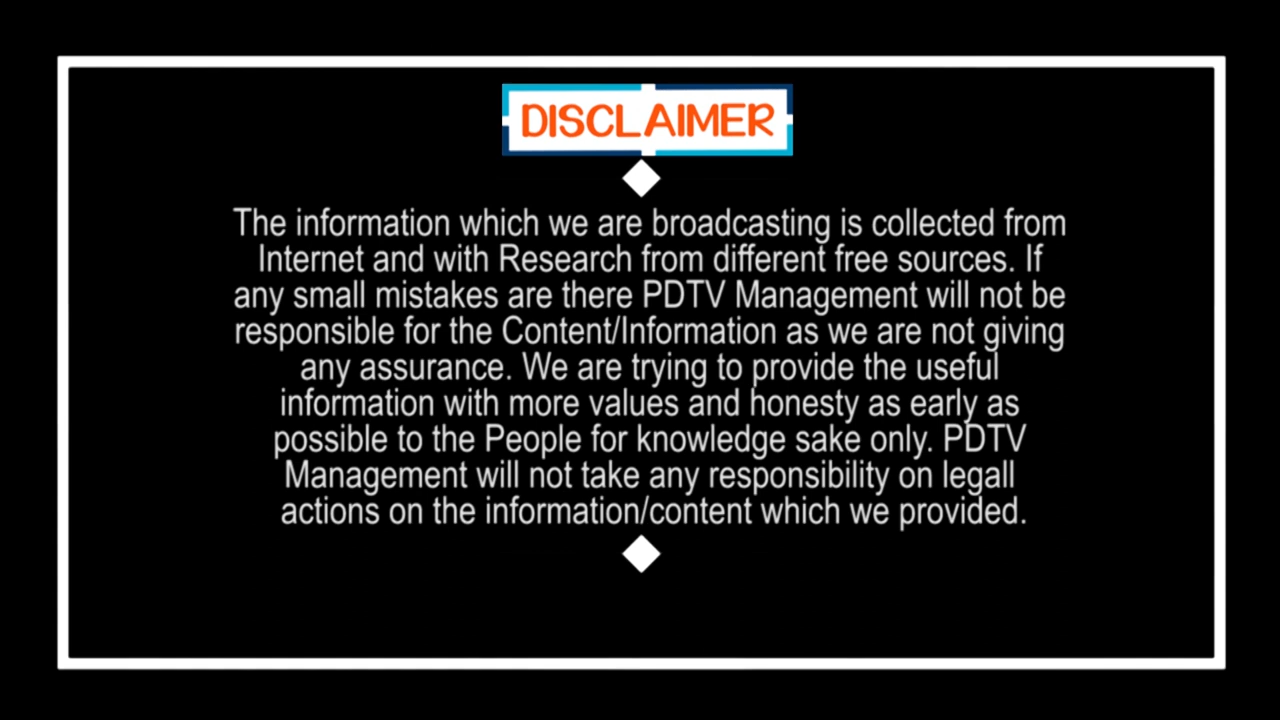 DISCLAIMER
The information which we are broadcasting is collected from
Internet and with Research from different free sources. If
any small mistakes are there PDTV Management will not be
responsible for the Content/Information as we are not giving
any assurance. We are trying to provide the useful
information with more values and honesty as early as
possible to the People for knowledge sake only. PDTV
Management will not take any responsibility on legall
actions on the information/content which we provided.